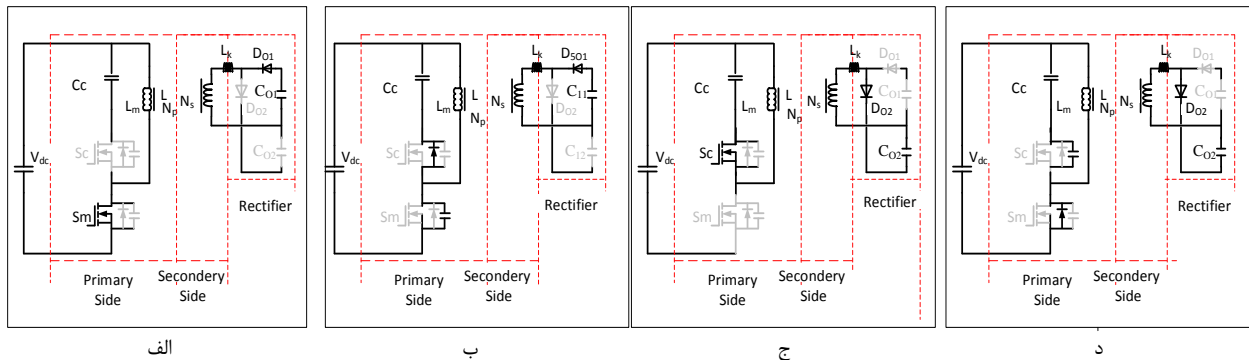 Cc
Lm
L
Np
Ns
Lk
DO1
CO1
DO2
CO2
Vdc
Sc
Sm
Rectifier
Primary
Side
Secondery
Side
الف
Cc
Lm
L
Np
Ns
Lk
D5O1
C11
DO2
C12
Vdc
Sc
Sm
Rectifier
Primary
Side
Secondery
Side
ب
Cc
Lm
L
Np
Ns
Lk
DO1
CO1
DO2
CO2
Vdc
Sc
Sm
Rectifier
Primary
Side
Secondery
Side
ج
Cc
Lm
L
Np
Ns
Lk
DO1
CO1
DO2
CO2
Vdc
Sc
Sm
Rectifier
Primary
Side
Secondery
Side
د